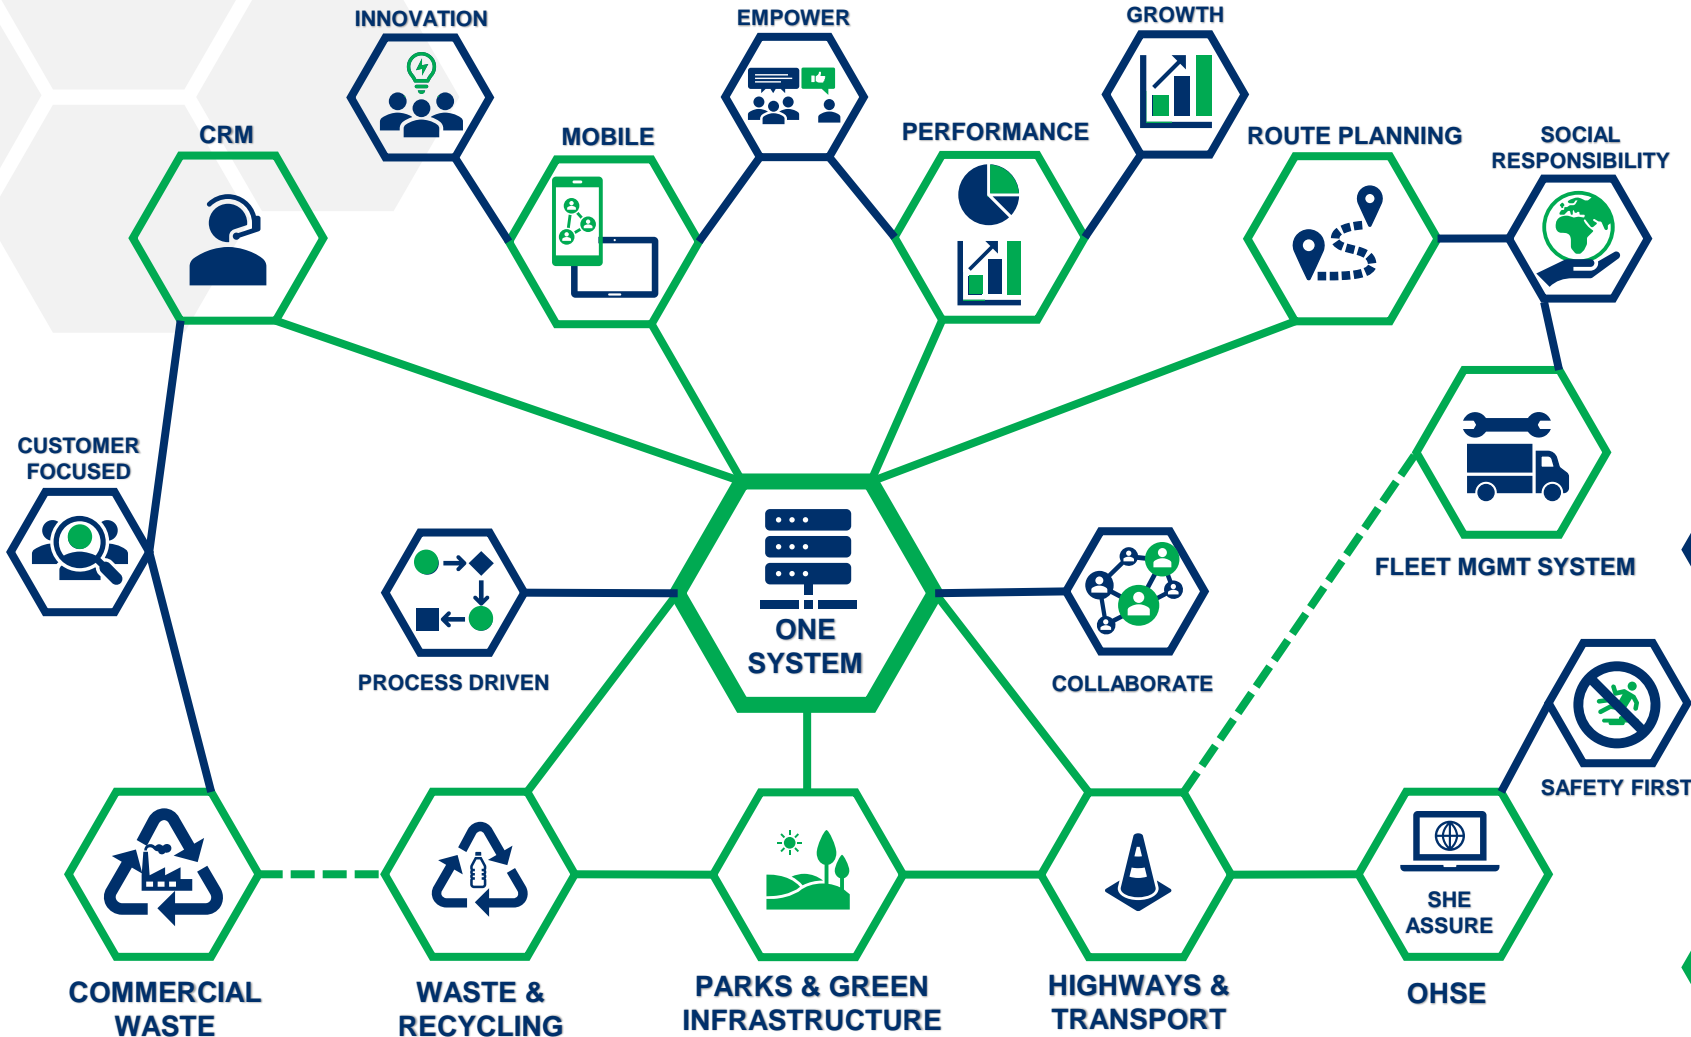 INNOVATION
EMPOWER
GROWTH
CRM
MOBILE
PERFORMANCE
ROUTE PLANNING
SOCIAL
RESPONSIBILITY
CUSTOMER
FOCUSED
FLEET MGMT SYSTEM
ONE
SYSTEM
PROCESS DRIVEN
COLLABORATE
SAFETY FIRST
SHE
ASSURE
COMMERCIAL
WASTE
WASTE &
RECYCLING
PARKS & GREEN
INFRASTRUCTURE
HIGHWAYS &
TRANSPORT
OHSE